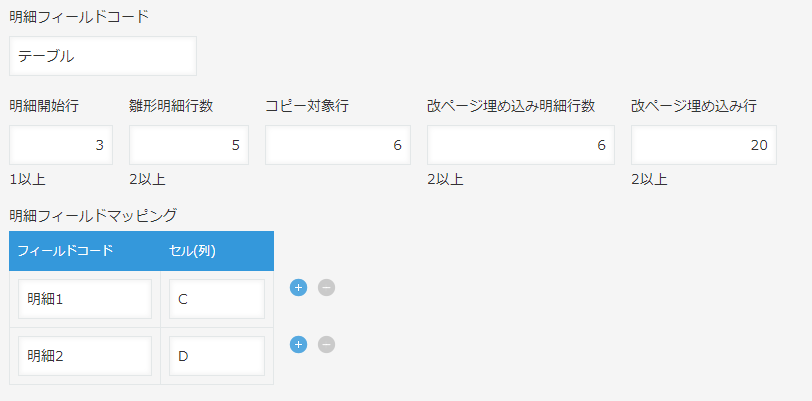 明細フィールドコード
テーブル
明細開始行 雛形明細行数 コピー対象行 改ページ埋め込み明細行数 改ページ埋め込み行
3 5 6 6 20
1以上 2以上 2以上 2以上
明細フィールドマッピング
フィールドコード セル(列)
明細1 C
明細2 D